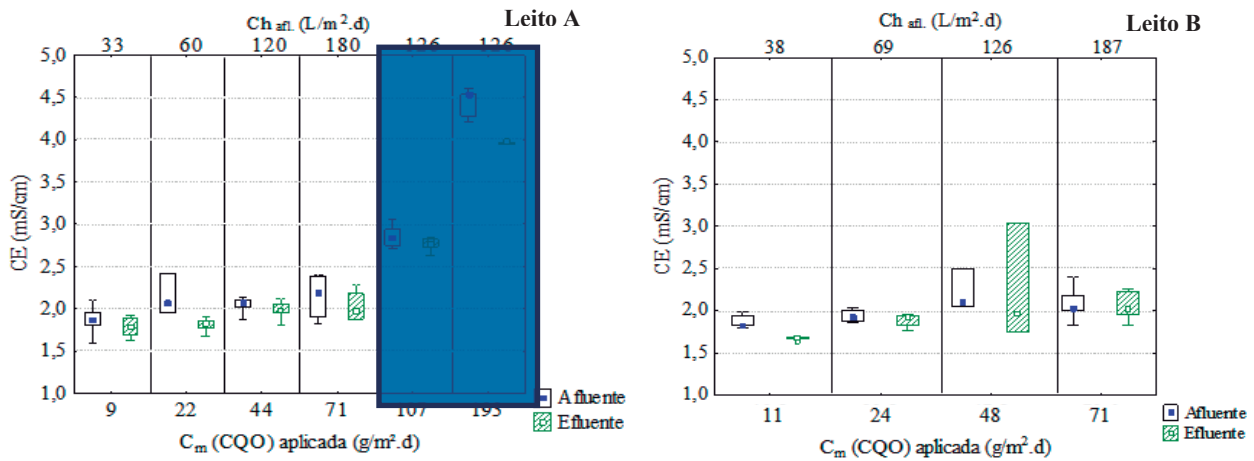 Ch afl. (L/m².d)
Leito A
33 60 120 180 126 126
5,0
4,5
4,0
3,5
3,0
2,5
2,0
1,5
1,0
CE (mS/cm)
9 22 44 71 107 195
C_m (CQO) aplicada (g/m².d)
Afluente
Efluente
Ch afl. (L/m².d)
Leito B
38 69 126 187
5,0
4,5
4,0
3,5
3,0
2,5
2,0
1,5
1,0
CE (mS/cm)
11 24 48 71
C_m (CQO) aplicada (g/m².d)
Afluente
Efluente